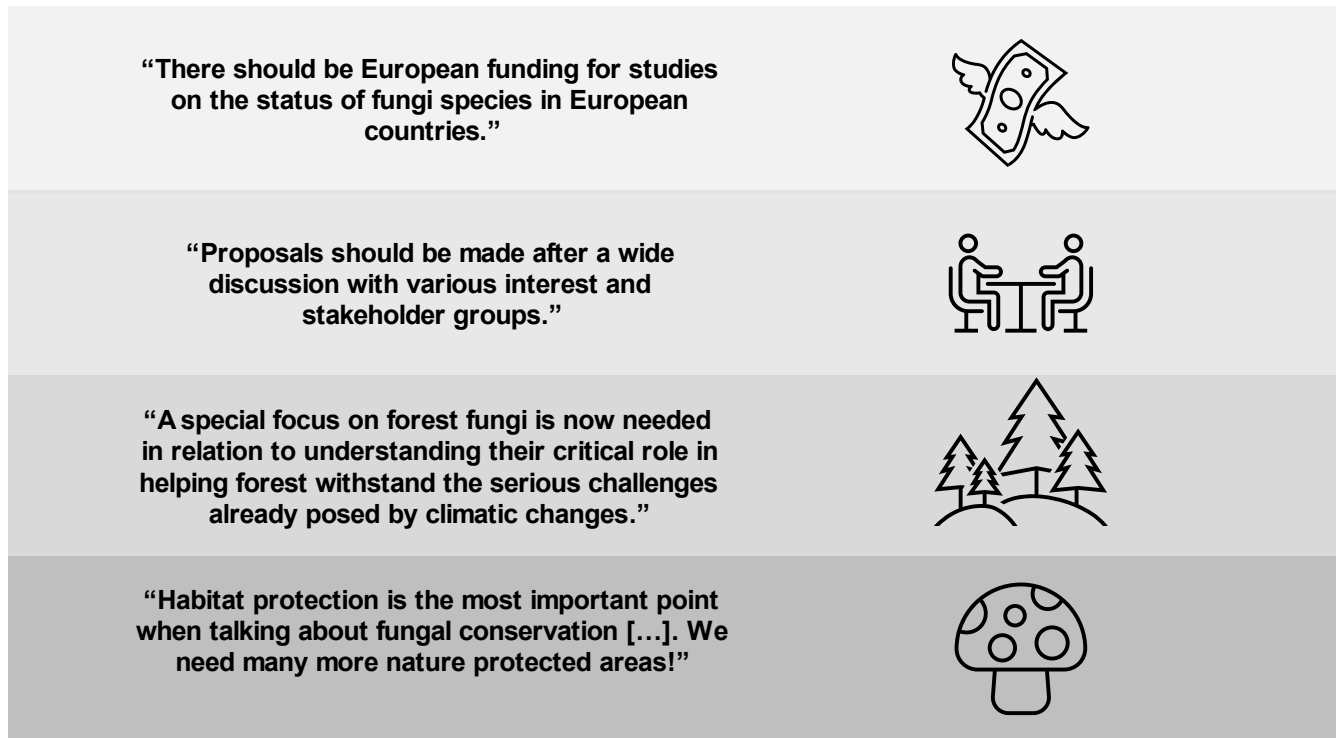 “There should be European funding for studies
on the status of fungi species in European
countries.”
“Proposals should be made after a wide
discussion with various interest and
stakeholder groups.”
“A special focus on forest fungi is now needed
in relation to understanding their critical role in
helping forest withstand the serious challenges
already posed by climatic changes.”
“Habitat protection is the most important point
when talking about fungal conservation […]. We
need many more nature protected areas!”